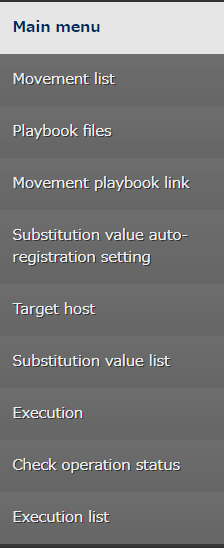 Main menu
Movement list
Playbook files
Movement playbook link
Substitution value auto-
registration setting
Target host
Substitution value list
Execution
Check operation status
Execution list